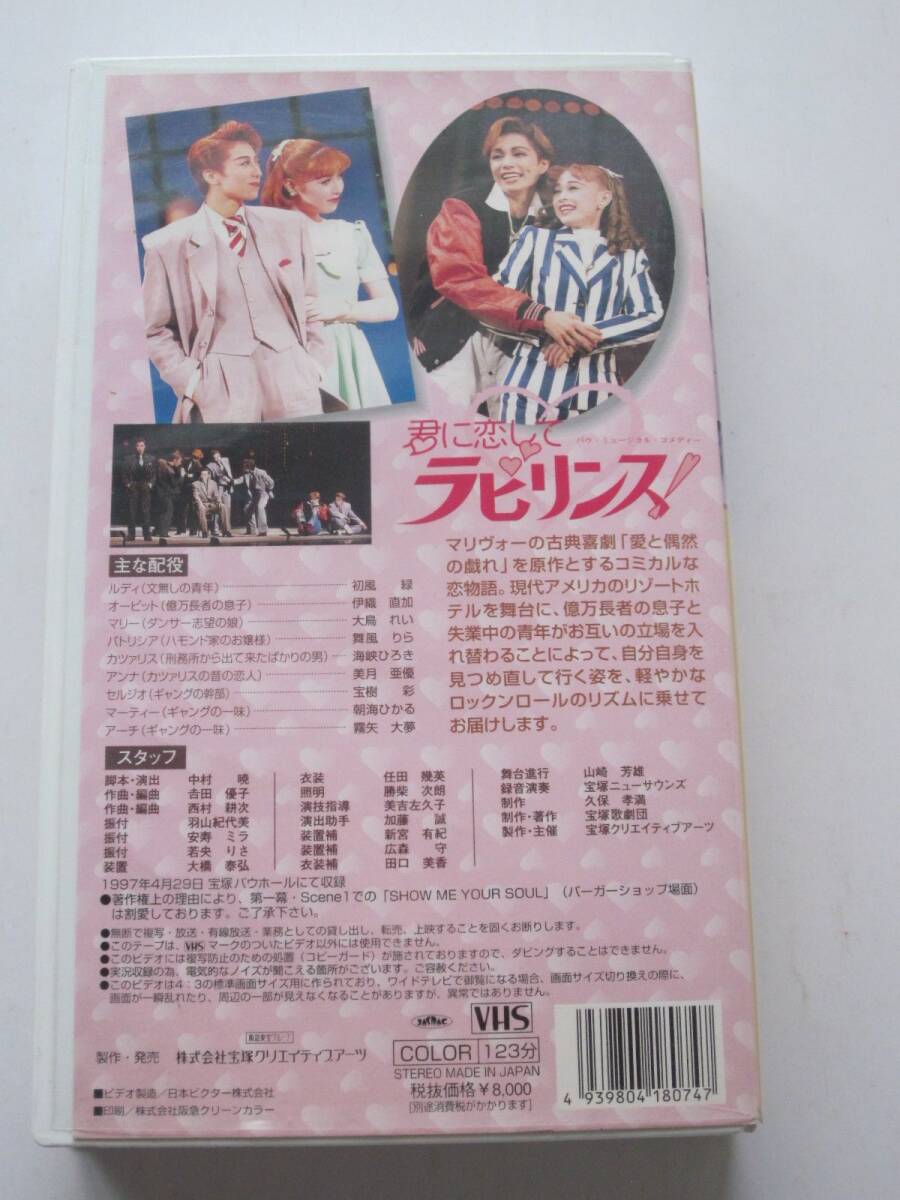 君に恋して
バウ・ミュージカル・コメディー
ラビリンス!
マリヴォーの古典喜劇「愛と偶然
の戯れ」を原作とするコミカルな
恋物語。現代アメリカのリゾートホ
テルを舞台に、億万長者の息子と
失業中の青年がお互いの立場を入
れ替わることによって、自分自身を
見つめ直して行く姿を、軽やかな
ロックンロールのリズムに乗せて
お届けします。
主な配役
ルディ(文無しの青年) 初風 緑
オービット(億万長者の息子) 伊織 直加
マリー(ダンサー志望の娘) 大鳥 れい
パトリシア(ハモンド家のお嬢様) 舞風 りら
カツァリス(刑務所から出て来たばかりの男) 海峡ひろき
アンナ(カツァリスの昔の恋人) 美月 亜優
セルジオ(ギャングの幹部) 宝樹 彩
マーティー(ギャングの一味) 朝海ひかる
アーチ(ギャングの一味) 霧矢 大夢
スタッフ
脚本・演出 中村 暁
作曲・編曲 吉田 優子
作曲・編曲 西村 耕次
振付 羽山紀代美
振付 安寿 ミラ
振付 若央 りさ
装置 大橋 泰弘
衣装 任田 幾英
照明 勝柴 次朗
演技指導 美吉左久子
演出助手 加藤 誠
装置補 新宮 有紀
装置補 広森 守
衣装補 田口 美香
舞台進行 山崎 芳雄
録音演奏 宝塚ニューサウンズ
制作 久保 孝満
制作・著作 宝塚歌劇団
製作・主催 宝塚クリエイティブアーツ
1997年4月29日 宝塚バウホールにて収録
●著作権上の理由により、第一幕・Scene1での「SHOW ME YOUR SOUL」(バーガーショップ場面)
は割愛しております。ご了承下さい。
●無断で複写・放送・有線放送・業務としての貸し出し、転売、上映することを固くお断りします。
●このテープは、VHSマークのついたビデオ以外には使用できません。
●このビデオには複写防止のための処置(コピーガード)が施されておりますので、ダビングすることはできません。
●実況収録の為、電気的なノイズが聞こえる箇所がございます。ご容赦ください。
●このビデオは4:3の標準画面サイズ用に作られており、ワイドテレビで御覧になる場合、画面サイズ切り換えの際に、
画面が一瞬乱れたり、周辺の一部が見えなくなることがありますが、異常ではありません。
VHS
阪急東宝グループ
製作・発売 株式会社宝塚クリエイティブアーツ
COLOR 123分
STEREO MADE IN JAPAN
税抜価格¥8,000
[別途消費税がかかります]
■ビデオ製造/日本ビクター株式会社
■印刷/株式会社阪急クリーンカラー
4 939804 180747